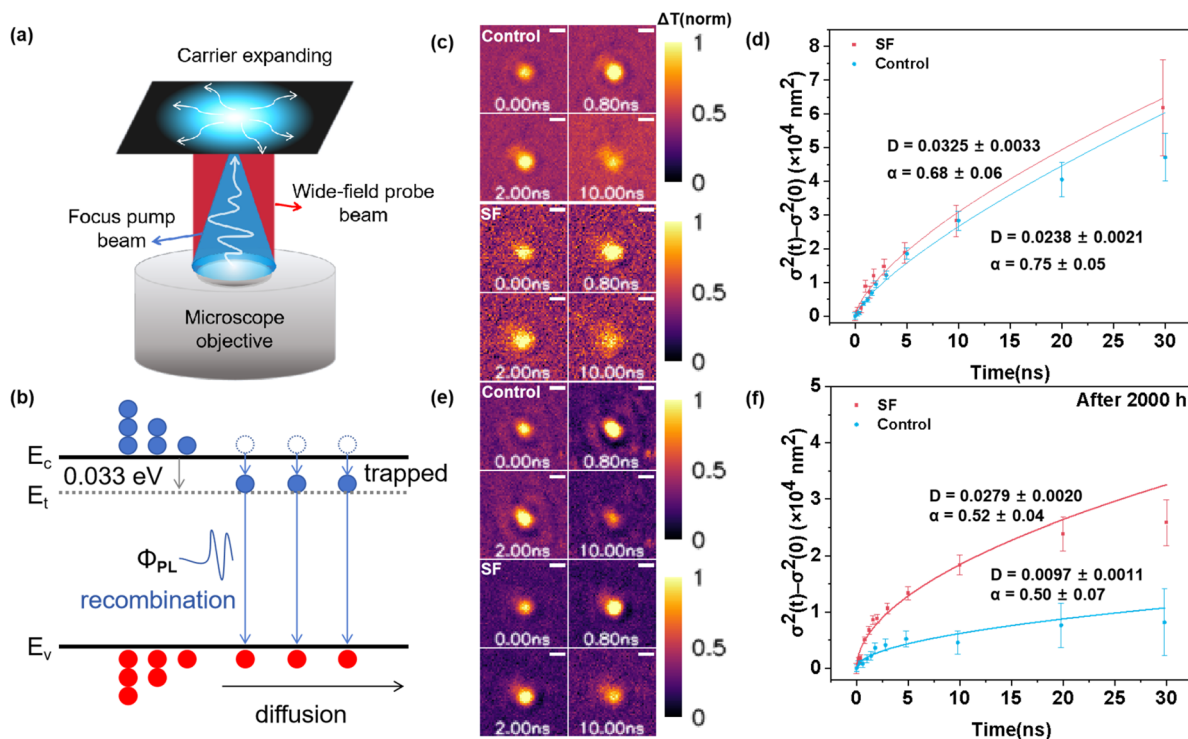 (a)
Carrier expanding
Wide-field probe
beam
Focus pump
beam
Microscope
objective
(b)
E_c
0.033 eV
trapped
E_t
Φ_PL
recombination
E_v
diffusion
(c)
ΔT(norm)
Control
0.00ns
0.80ns
2.00ns
10.00ns
1
0.5
0
SF
0.00ns
0.80ns
2.00ns
10.00ns
1
0.5
0
(e)
Control
0.00ns
0.80ns
2.00ns
10.00ns
1
0.5
0
SF
0.00ns
0.80ns
2.00ns
10.00ns
1
0.5
0
(d)
SF
Control
D = 0.0325 ± 0.0033
α = 0.68 ± 0.06
D = 0.0238 ± 0.0021
α = 0.75 ± 0.05
σ²(t)–σ²(0) (×10⁴ nm²)
8
7
6
5
4
3
2
1
0
0 5 10 15 20 25 30
Time(ns)
(f)
After 2000 h
SF
Control
D = 0.0279 ± 0.0020
α = 0.52 ± 0.04
D = 0.0097 ± 0.0011
α = 0.50 ± 0.07
σ²(t)–σ²(0) (×10⁴ nm²)
5
4
3
2
1
0
0 5 10 15 20 25 30
Time(ns)